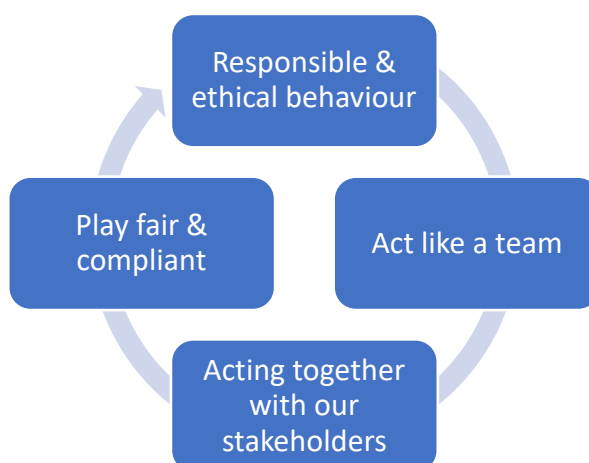 Responsible &
ethical behaviour
Act like a team
Acting together
with our
stakeholders
Play fair &
compliant